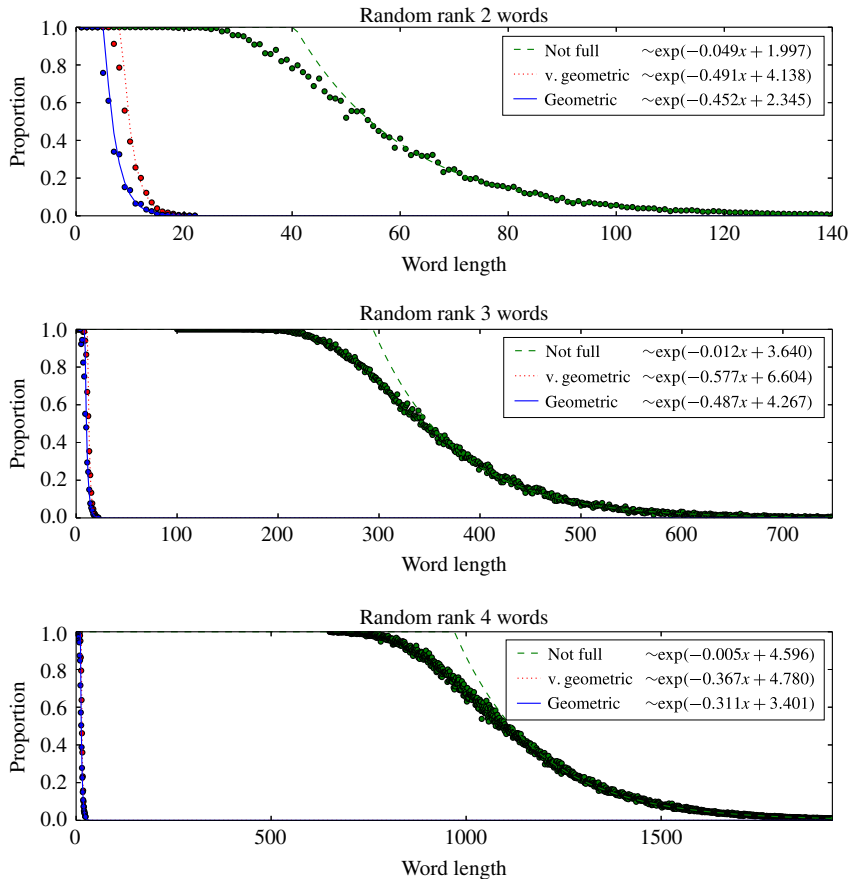 Random rank 2 words
1.0
0.8
0.6
0.4
0.2
0.0
Proportion
Not full ~exp(−0.049x + 1.997)
v. geometric ~exp(−0.491x + 4.138)
Geometric ~exp(−0.452x + 2.345)
0 20 40 60 80 100 120 140
Word length
Random rank 3 words
1.0
0.8
0.6
0.4
0.2
0.0
Proportion
Not full ~exp(−0.012x + 3.640)
v. geometric ~exp(−0.577x + 6.604)
Geometric ~exp(−0.487x + 4.267)
0 100 200 300 400 500 600 700
Word length
Random rank 4 words
1.0
0.8
0.6
0.4
0.2
0.0
Proportion
Not full ~exp(−0.005x + 4.596)
v. geometric ~exp(−0.367x + 4.780)
Geometric ~exp(−0.311x + 3.401)
0 500 1000 1500
Word length